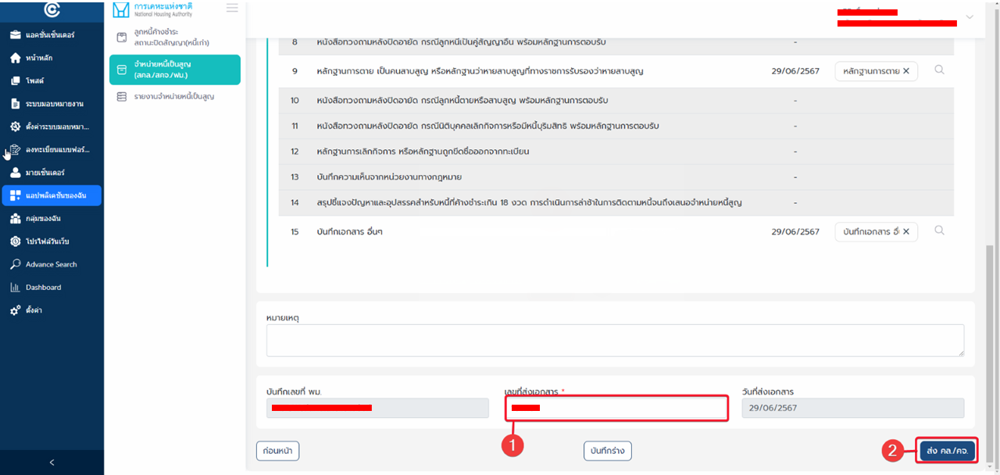 การเคหะแห่งชาติ
National Housing Authority
แอคชั่นเซ็นเตอร์
หน้าหลัก
โพสต์
ระบบมอบหมายงาน
ตั้งค่าระบบมอบหมา...
ลงทะเบียนแบบฟอร์...
มายเซ็นเตอร์
แอปพลิเคชันของฉัน
กลุ่มของฉัน
โปรไฟล์วันเว็บ
Advance Search
Dashboard
ตั้งค่า
<
ลูกหนี้ค้างชำระ
สถานะปิดสัญญา(หนี้เก่า)
จำหน่ายหนี้เป็นสูญ
(สคล./สคจ./ฟม.)
รายงานจำหน่ายหนี้เป็นสูญ
8 หนังสือทวงถามหลังปิดอายัด กรณีลูกหนี้เป็นคู่สัญญาอื่น พร้อมหลักฐานการตอบรับ -
9 หลักฐานการตาย เป็นคนสาบสูญ หรือหลักฐานว่าหายสาบสูญที่ทางราชการรับรองว่าหายสาบสูญ 29/06/2567 หลักฐานการตาย X
10 หนังสือทวงถามหลังปิดอายัด กรณีลูกหนี้ตายหรือสาบสูญ พร้อมหลักฐานการตอบรับ -
11 หนังสือทวงถามหลังปิดอายัด กรณีนิติบุคคลเลิกกิจการหรือมีหนี้บุริมสิทธิ พร้อมหลักฐานการตอบรับ -
12 หลักฐานการเลิกกิจการ หรือหลักฐานถูกขีดชื่อออกจากทะเบียน -
13 บันทึกความเห็นจากหน่วยงานทางกฎหมาย -
14 สรุปชี้แจงปัญหาและอุปสรรคสำหรับหนี้ที่ค้างชำระเกิน 18 งวด การดำเนินการล่าช้าในการติดตามหนี้จนถึงเสนอจำหน่ายหนี้สูญ -
15 บันทึกเอกสาร อื่นๆ 29/06/2567 บันทึกเอกสาร อื่ X
หมายเหตุ
บันทึกเลขที่ พม. เลขที่ส่งเอกสาร * วันที่ส่งเอกสาร
29/06/2567
1
ก่อนหน้า บันทึกร่าง 2 ส่ง คล./คจ.